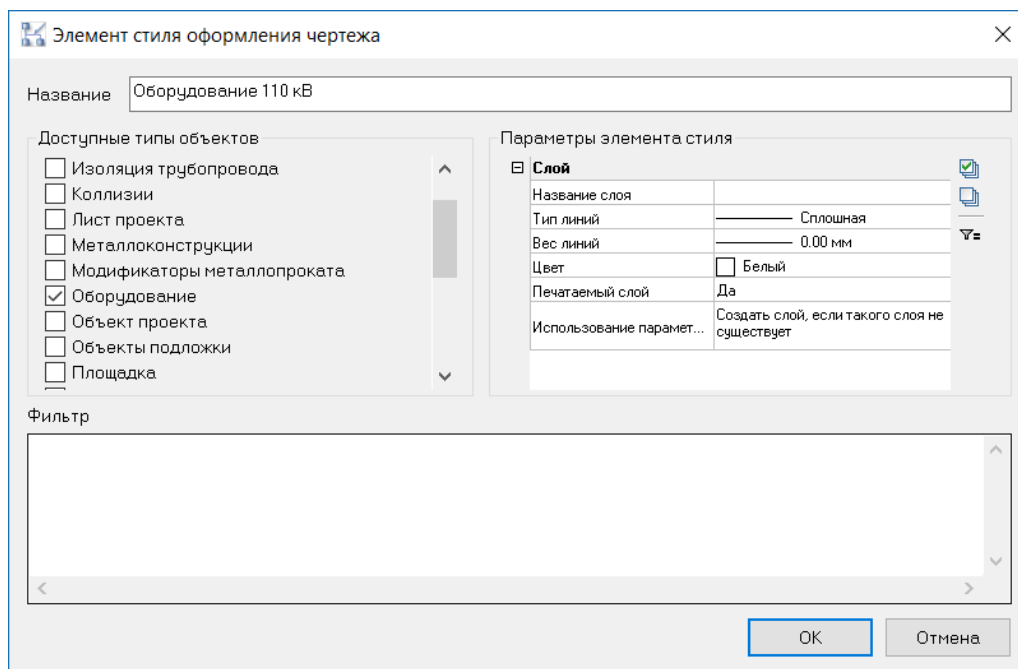 Элемент стиля оформления чертежа
Название Оборудование 110 кВ
Доступные типы объектов
Изоляция трубопровода
Коллизии
Лист проекта
Металлоконструкции
Модификаторы металлопроката
Оборудование
Объект проекта
Объекты подложки
Площадка
Параметры элемента стиля
Слой
Название слоя
Тип линий Сплошная
Вес линий 0.00 мм
Цвет Белый
Печатаемый слой Да
Использование парамет... Создать слой, если такого слоя не
существует
Фильтр
OK Отмена